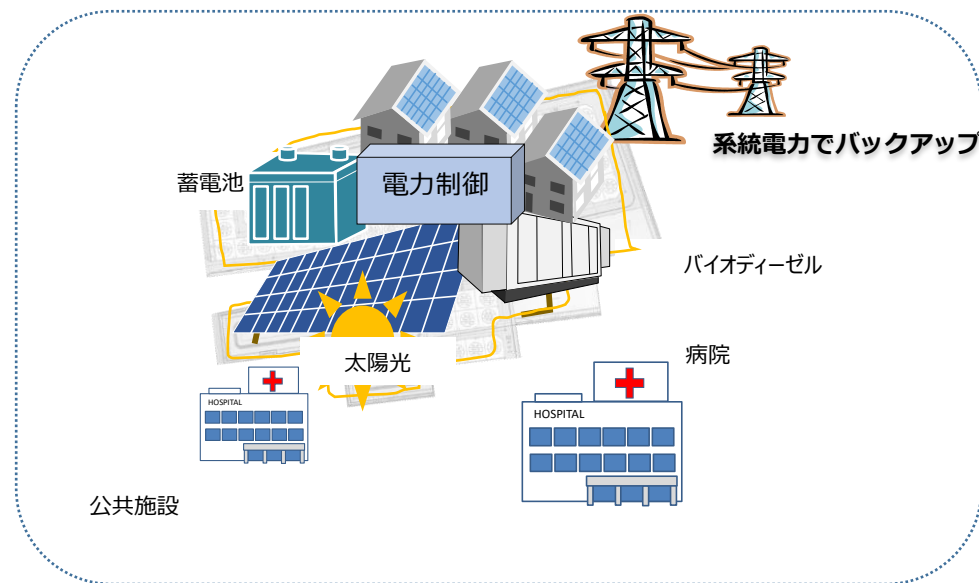 系統電力でバックアップ
蓄電池
電力制御
バイオディーゼル
太陽光
病院
HOSPITAL
HOSPITAL
公共施設